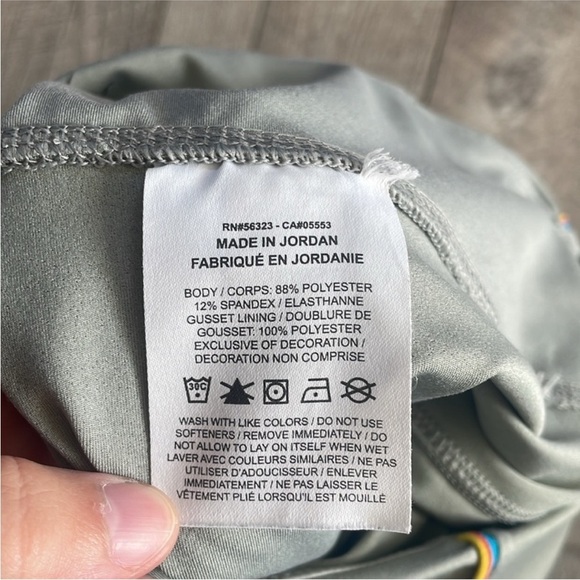 RN#56323 - CA#05553
MADE IN JORDAN
FABRIQUÉ EN JORDANIE
BODY / CORPS: 88% POLYESTER
12% SPANDEX / ELASTHANNE
GUSSET LINING / DOUBLURE DE
GOUSSET: 100% POLYESTER
EXCLUSIVE OF DECORATION /
DECORATION NON COMPRISE
30C
WASH WITH LIKE COLORS / DO NOT USE
SOFTENERS / REMOVE IMMEDIATELY / DO
NOT ALLOW TO LAY ON ITSELF WHEN WET
LAVER AVEC COULEURS SIMILAIRES / NE PAS
UTILISER D'ADOUCISSEUR / ENLEVER
IMMÉDIATEMENT / NE PAS LAISSER LE
VÊTEMENT PLIÉ LORSQU'IL EST MOUILLÉ